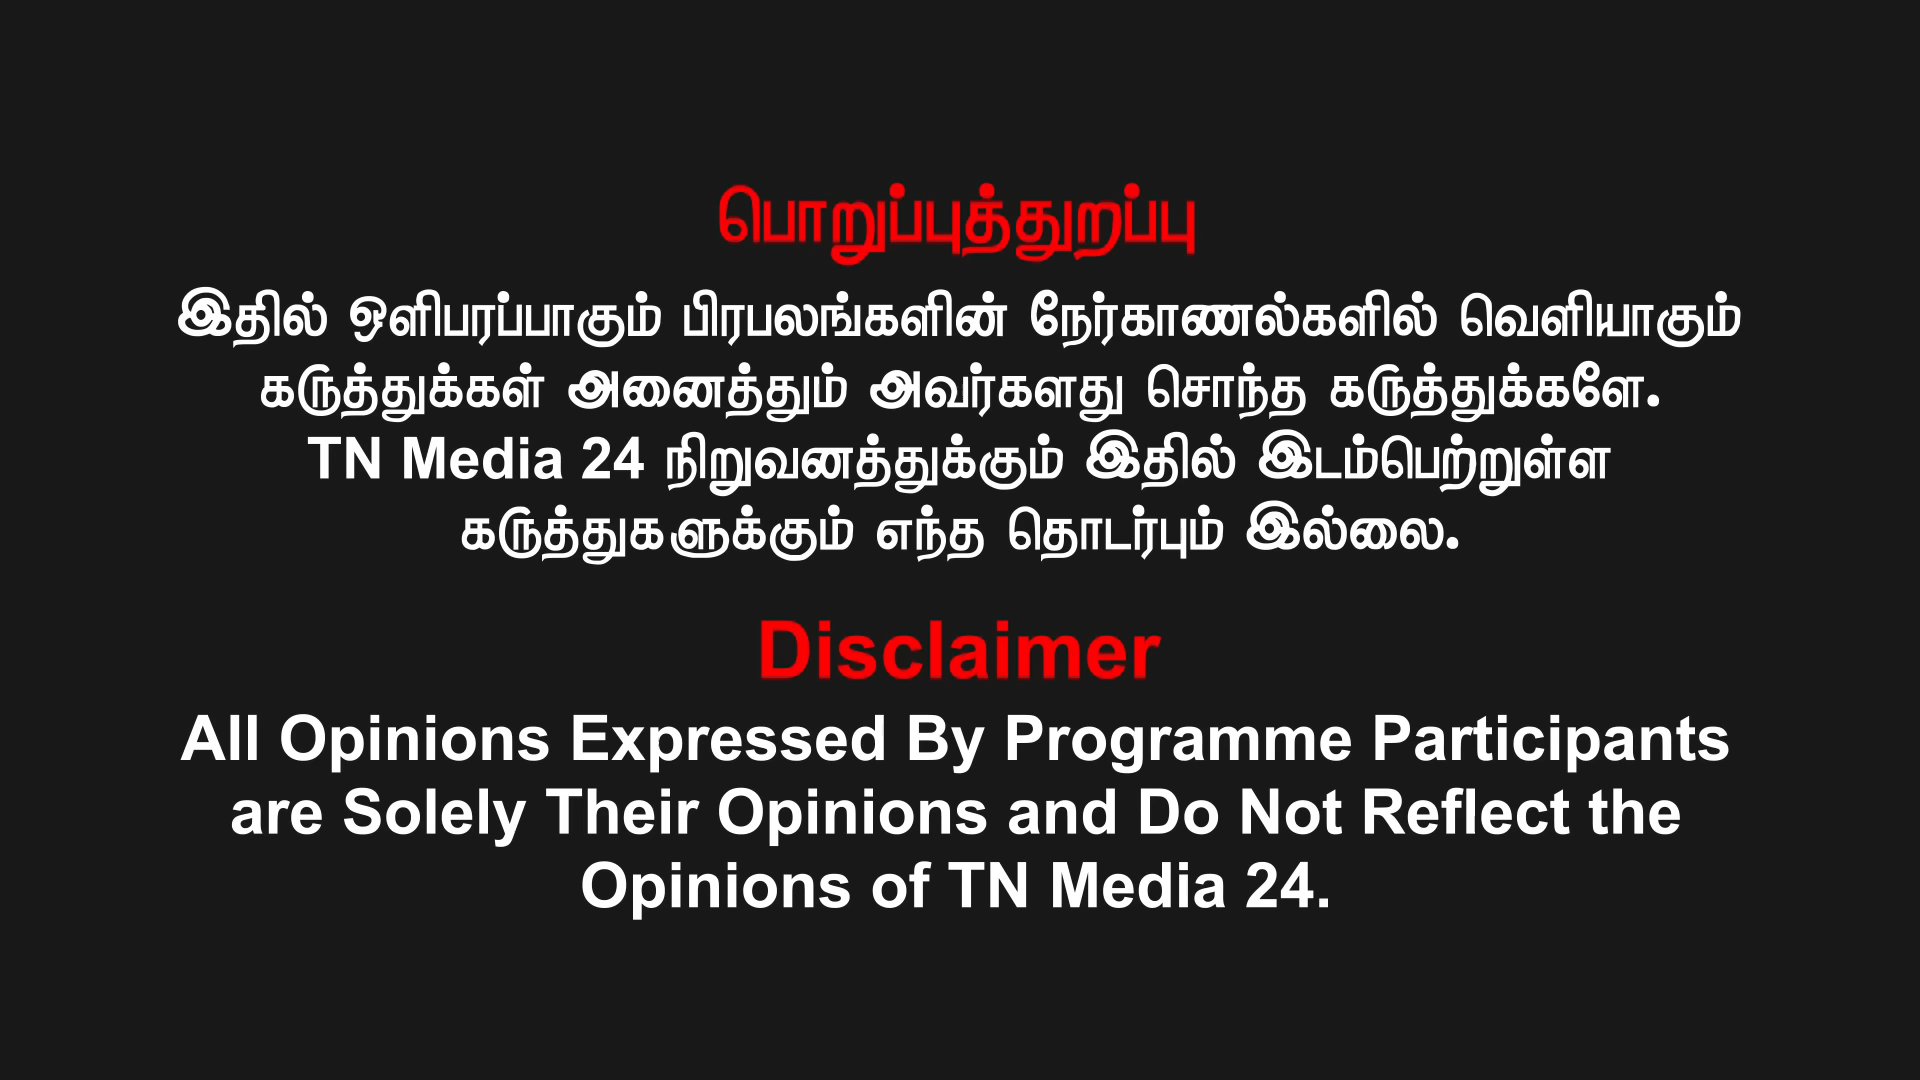 பொறுப்புத்துறப்பு
இதில் ஒளிபரப்பாகும் பிரபலங்களின் நேர்காணல்களில் வெளியாகும்
கருத்துக்கள் அனைத்தும் அவர்களது சொந்த கருத்துக்களே.
TN Media 24 நிறுவனத்துக்கும் இதில் இடம்பெற்றுள்ள
கருத்துகளுக்கும் எந்த தொடர்பும் இல்லை.
Disclaimer
All Opinions Expressed By Programme Participants
are Solely Their Opinions and Do Not Reflect the
Opinions of TN Media 24.